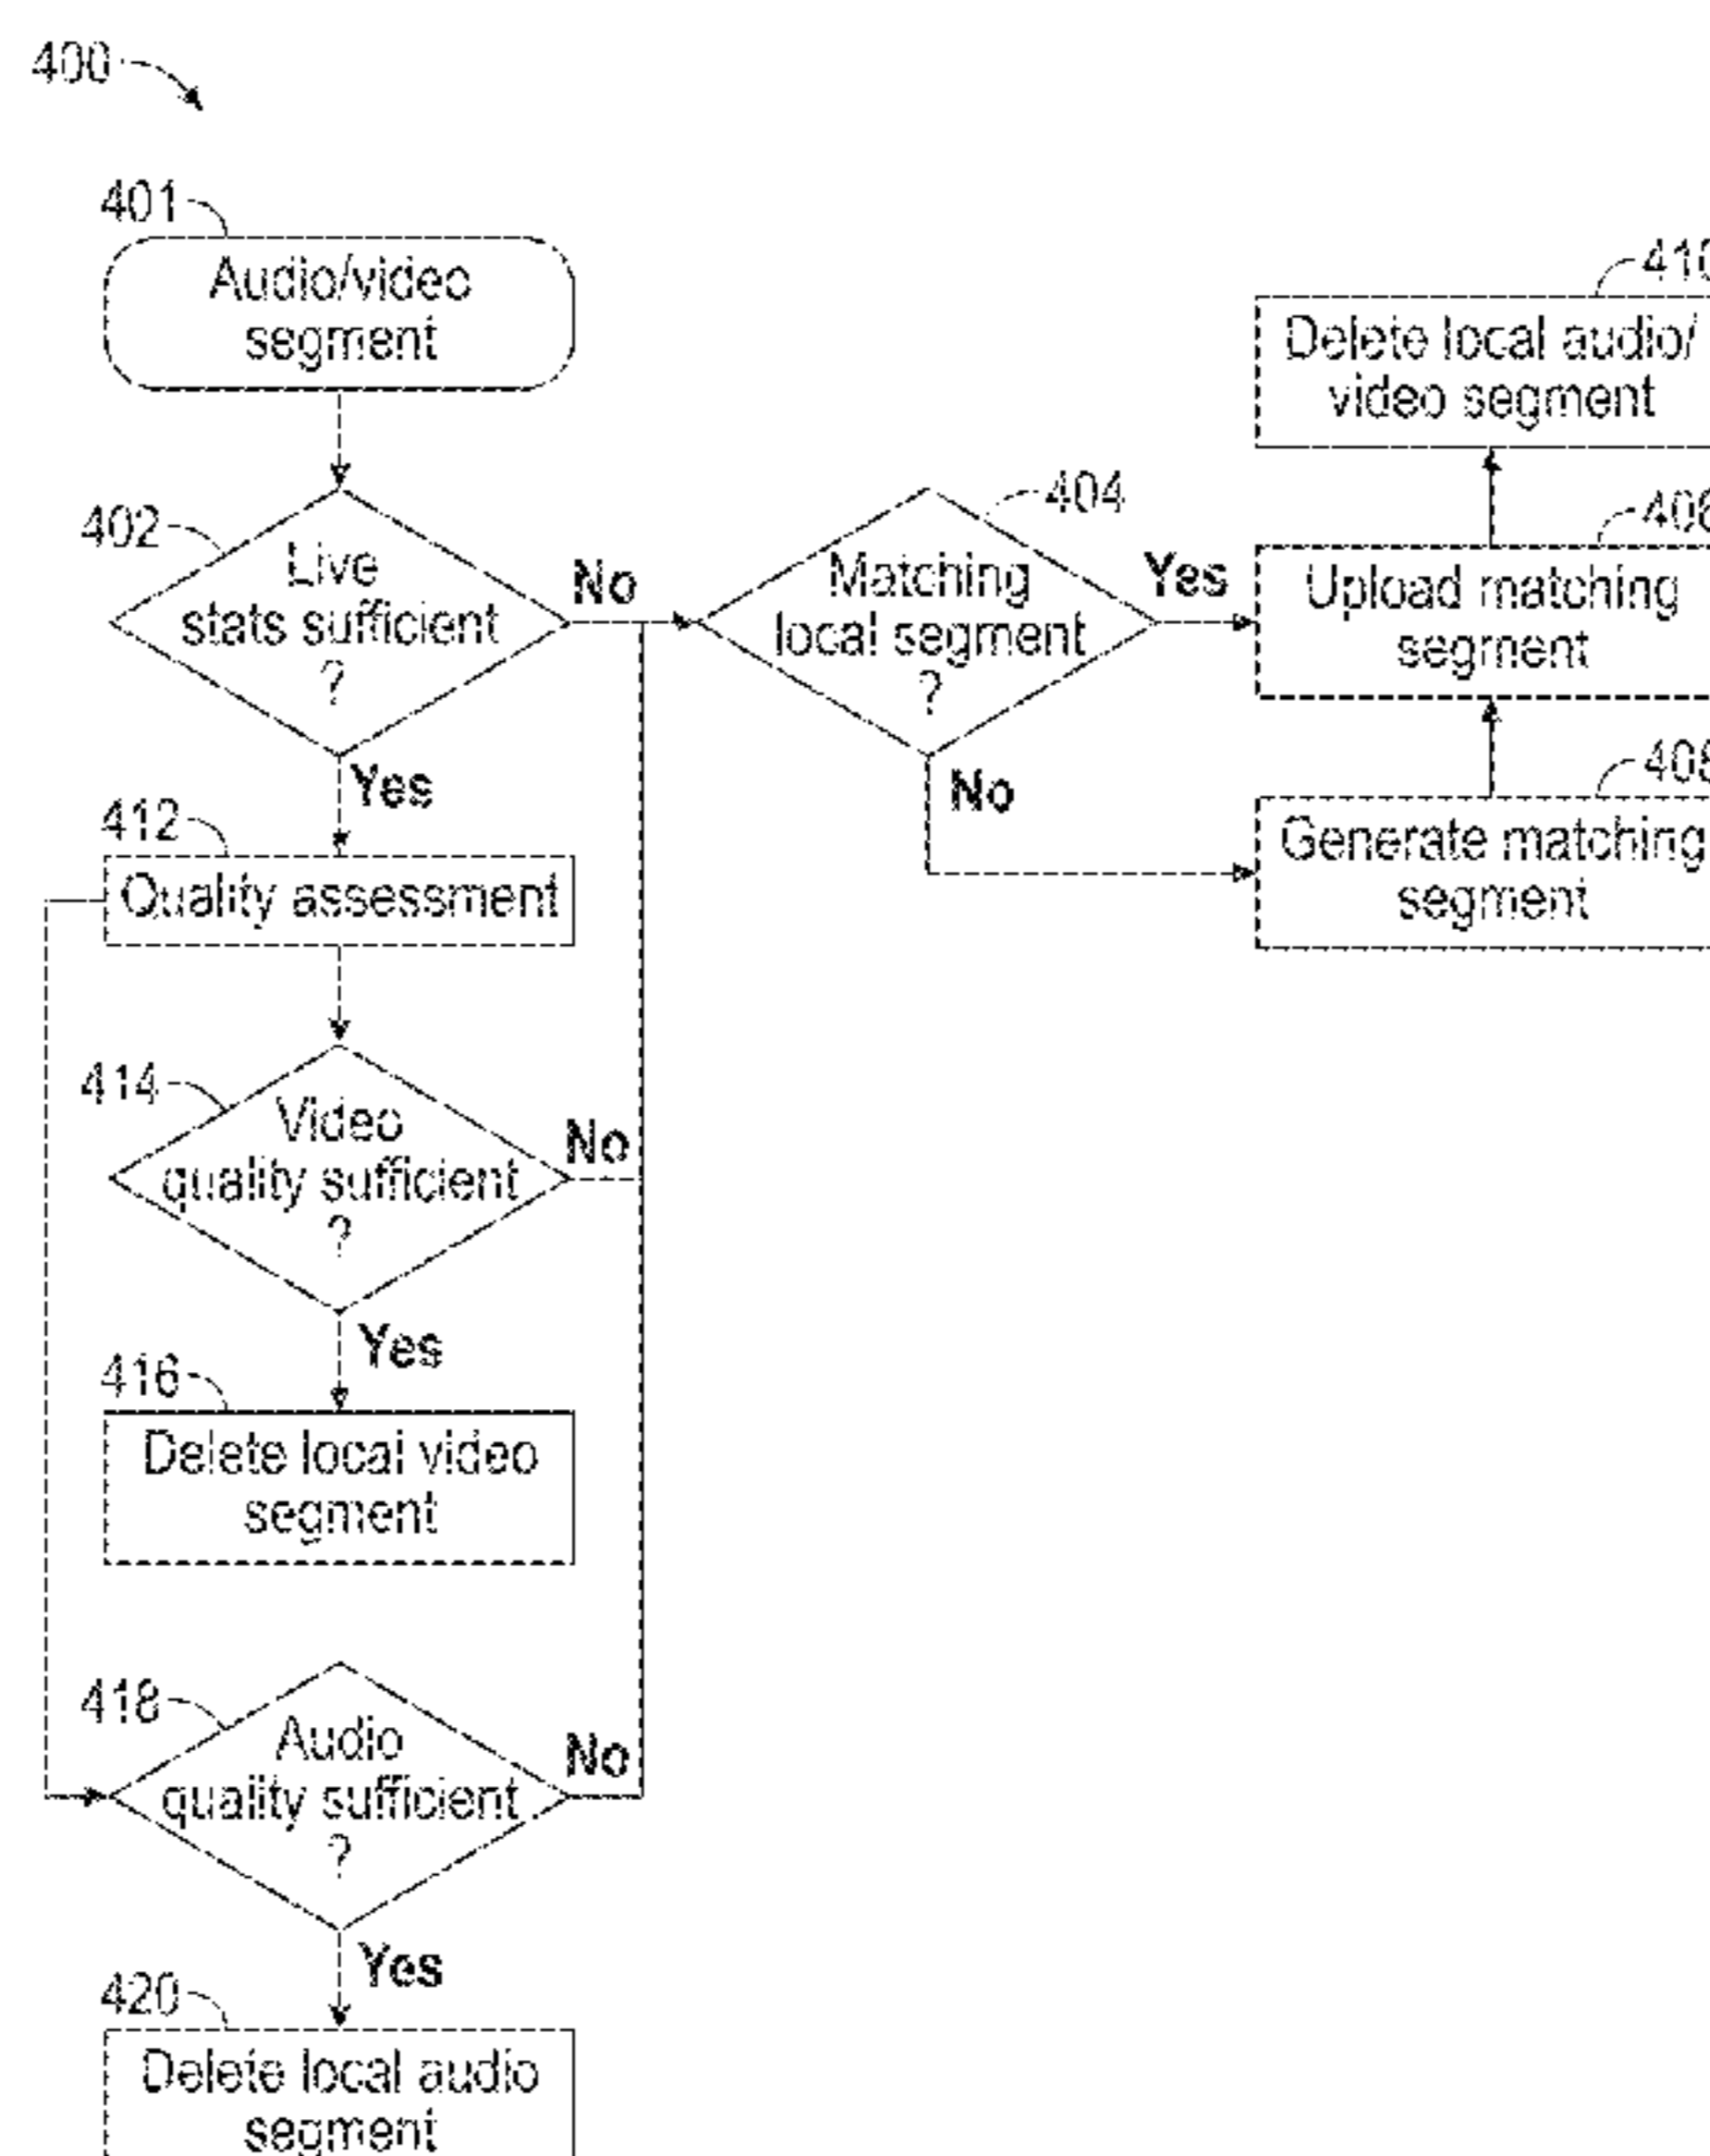 400
401
Audio/video
segment
402
Live
stats sufficient
?
No
Yes
404
Matching
local segment
?
Yes
No
410
Delete local audio/
video segment
Upload matching
segment
Generate matching
segment
412
Quality assessment
414
Video
quality sufficient
?
No
Yes
416
Delete local video
segment
418
Audio
quality sufficient
?
No
Yes
420
Delete local audio
segment